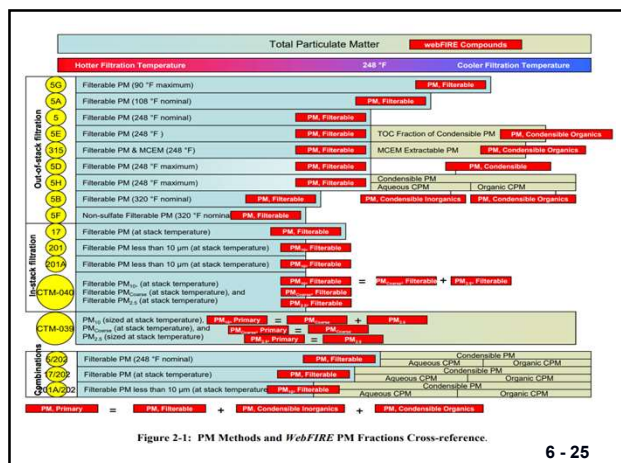 Total Particulate Matter webFIRE Compounds
Hotter Filtration Temperature 248 °F Cooler Filtration Temperature
Out-of-stack filtration
5G Filterable PM (90 °F maximum) PM, Filterable
5A Filterable PM (108 °F nominal) PM, Filterable
5 Filterable PM (248 °F nominal) PM, Filterable
5E Filterable PM (248 °F ) PM, Filterable TOC Fraction of Condensible PM PM, Condensible Organics
315 Filterable PM & MCEM (248 °F) PM, Filterable MCEM Extractable PM PM, Condensible Organics
5D Filterable PM (248 °F maximum) PM, Filterable PM, Condensible
5H Filterable PM (248 °F maximum) PM, Filterable Condensible PM
Aqueous CPM Organic CPM
5B Filterable PM (320 °F nominal) PM, Filterable PM, Condensible Inorganics PM, Condensible Organics
5F Non-sulfate Filterable PM (320 °F nomina PM, Filterable
In-stack filtration
17 Filterable PM (at stack temperature) PM, Filterable
201 Filterable PM less than 10 µm (at stack temperature) PM10, Filterable
201A Filterable PM less than 10 µm (at stack temperature) PM, Filterable
CTM-040 Filterable PM10, (at stack temperature) PM10, Filterable = PMCoarse, Filterable + PM2.5, Filterable
Filterable PMCoarse (at stack temperature), and PMCoarse, Filterable
Filterable PM2.5 (at stack temperature) PM2.5, Filterable
CTM-039 PM10 (sized at stack temperature), PM10, Primary = PMCoarse + PM2.5
PMCoarse (at stack temperature), and PMCoarse, Primary = PMCoarse
PM2.5 (sized at stack temperature) PM2.5, Primary = PM2.5
Combinations
5/202 Filterable PM (248 °F nominal) PM, Filterable Condensible PM
Aqueous CPM Organic CPM
17/202 Filterable PM (at stack temperature) PM, Filterable Condensible PM
Aqueous CPM Organic CPM
201A/202 Filterable PM less than 10 µm (at stack temperature PM10, Filterable Condensible PM
Aqueous CPM Organic CPM
PM, Primary = PM, Filterable + PM, Condensible Inorganics + PM, Condensible Organics
Figure 2-1: PM Methods and WebFIRE PM Fractions Cross-reference.
6 - 25